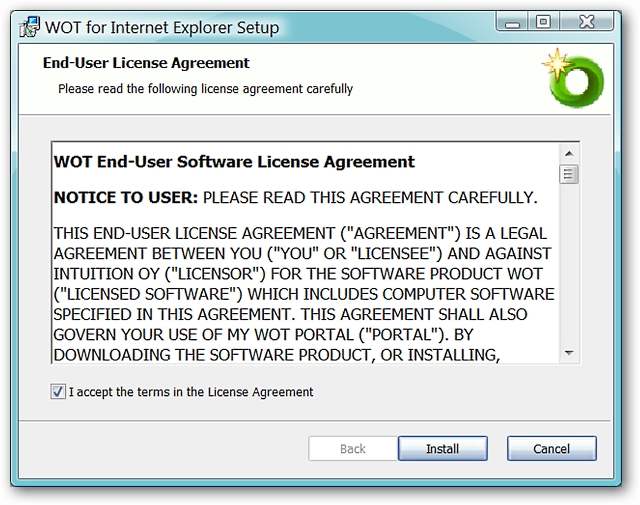 WOT for Internet Explorer Setup
End-User License Agreement
Please read the following license agreement carefully
WOT End-User Software License Agreement
NOTICE TO USER: PLEASE READ THIS AGREEMENT CAREFULLY.
THIS END-USER LICENSE AGREEMENT ("AGREEMENT") IS A LEGAL
AGREEMENT BETWEEN YOU ("YOU" OR "LICENSEE") AND AGAINST
INTUITION OY ("LICENSOR") FOR THE SOFTWARE PRODUCT WOT
("LICENSED SOFTWARE") WHICH INCLUDES COMPUTER SOFTWARE
SPECIFIED IN THIS AGREEMENT. THIS AGREEMENT SHALL ALSO
GOVERN YOUR USE OF MY WOT PORTAL ("PORTAL"). BY
DOWNLOADING THE SOFTWARE PRODUCT, OR INSTALLING,
I accept the terms in the License Agreement
Back Install Cancel